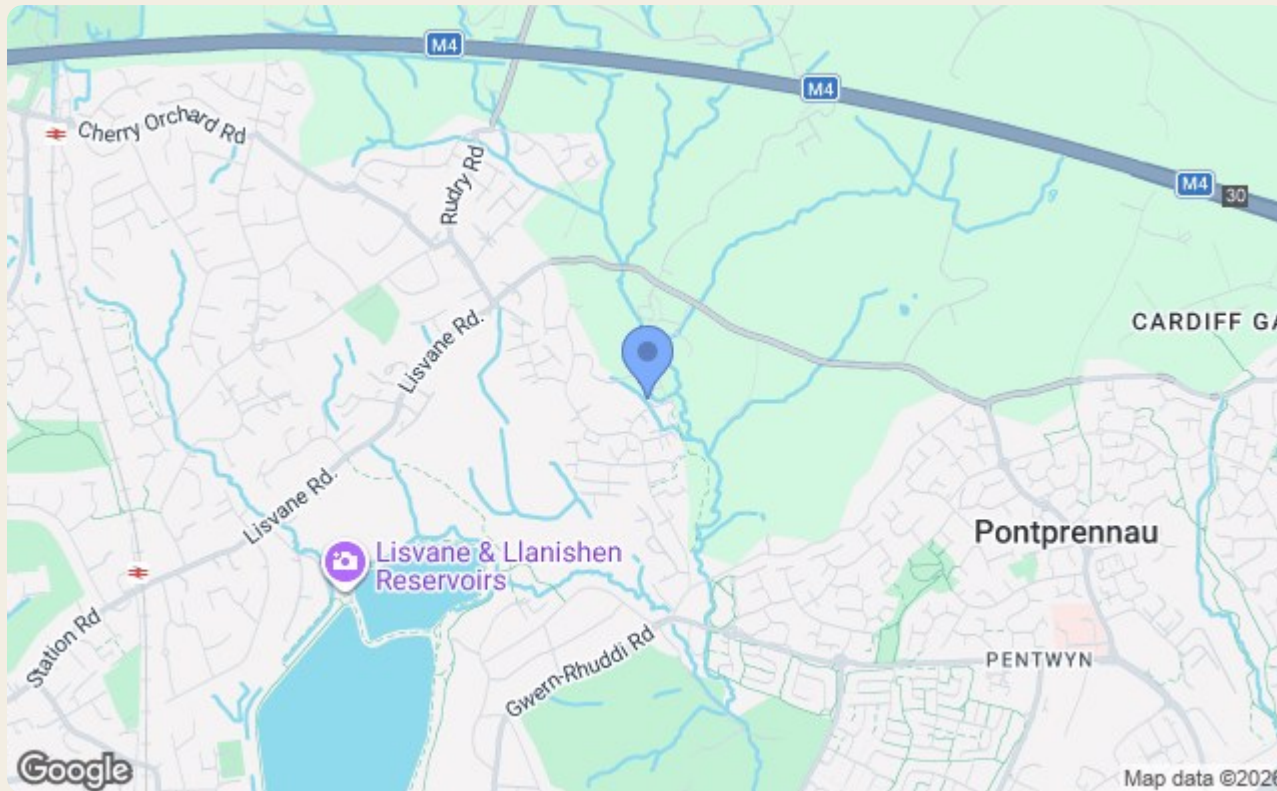 M4
M4
Cherry Orchard Rd
Rudry Rd
M4
30
CARDIFF GA
Lisvane Rd.
Lisvane Rd.
Pontprennau
Lisvane & Llanishen
Reservoirs
Station Rd
Gwern-Rhuddi Rd
PENTWYN
Google
Map data ©2026